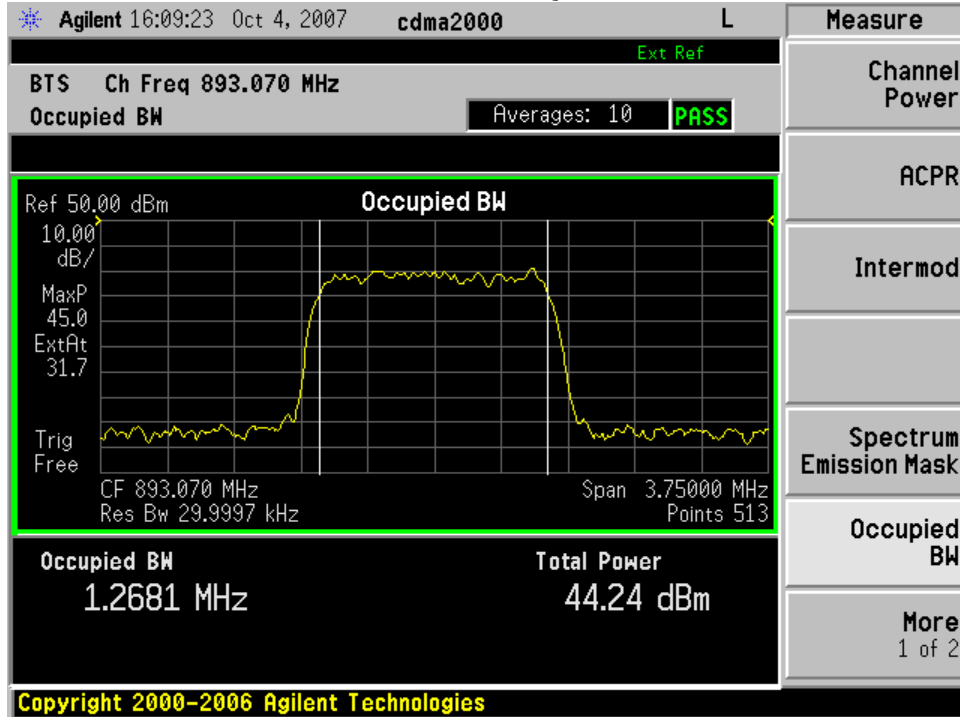 Agilent 16:09:23 Oct 4, 2007 cdma2000 L
Measure
Ext Ref
BTS Ch Freq 893.070 MHz
Occupied BW
Averages: 10 PASS
Ref 50.00 dBm
Occupied BW
10.00
dB/
MaxP
45.0
ExtAt
31.7
Trig
Free
CF 893.070 MHz
Span 3.75000 MHz
Res Bw 29.9997 kHz
Points 513
Occupied BW
Total Power
1.2681 MHz
44.24 dBm
Channel
Power
ACPR
Intermod
Spectrum
Emission Mask
Occupied
BW
More
1 of 2
Copyright 2000-2006 Agilent Technologies